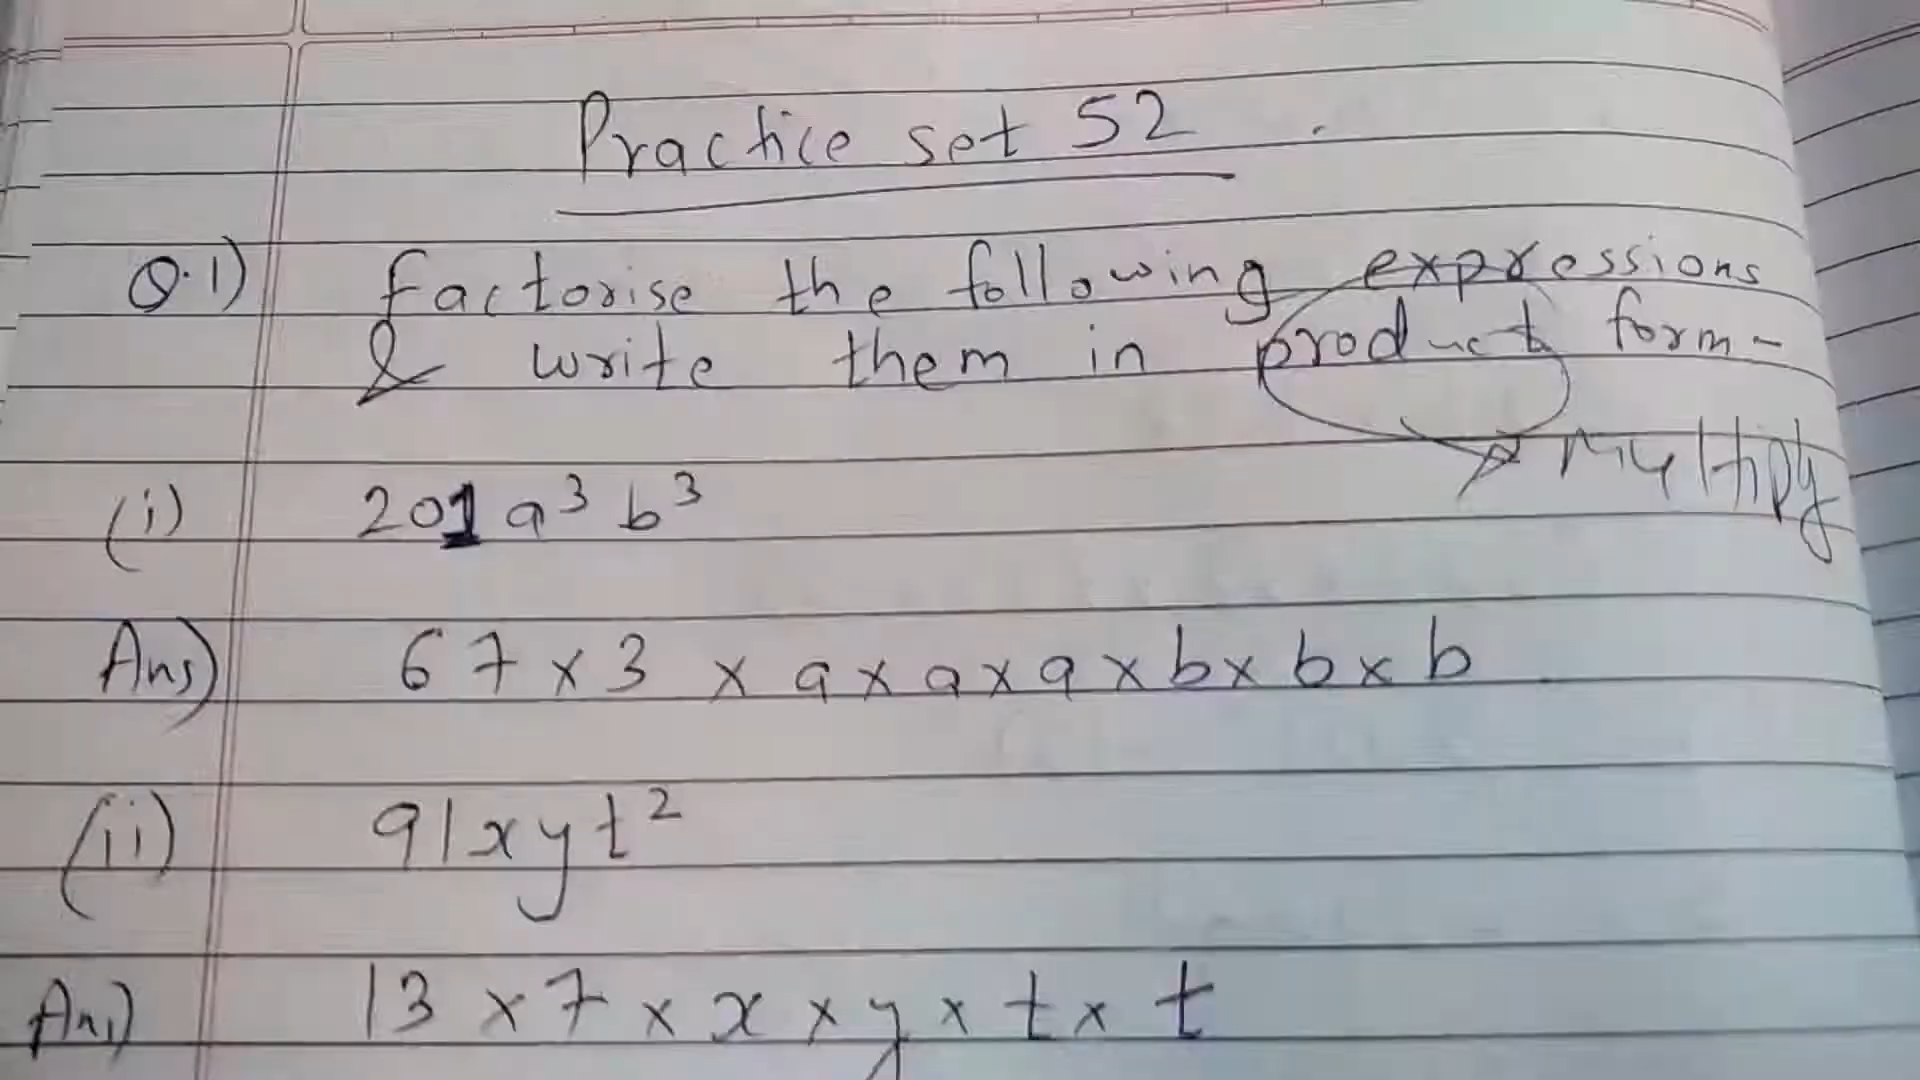 Practice set 52
Q.1) factorise the following expressions
& write them in product form -
multiply
(i) 201 a³ b³
Ans) 67 × 3 × a × a × a × b × b × b
(ii) 91xyt²
Ans) 13 × 7 × x × y × t × t